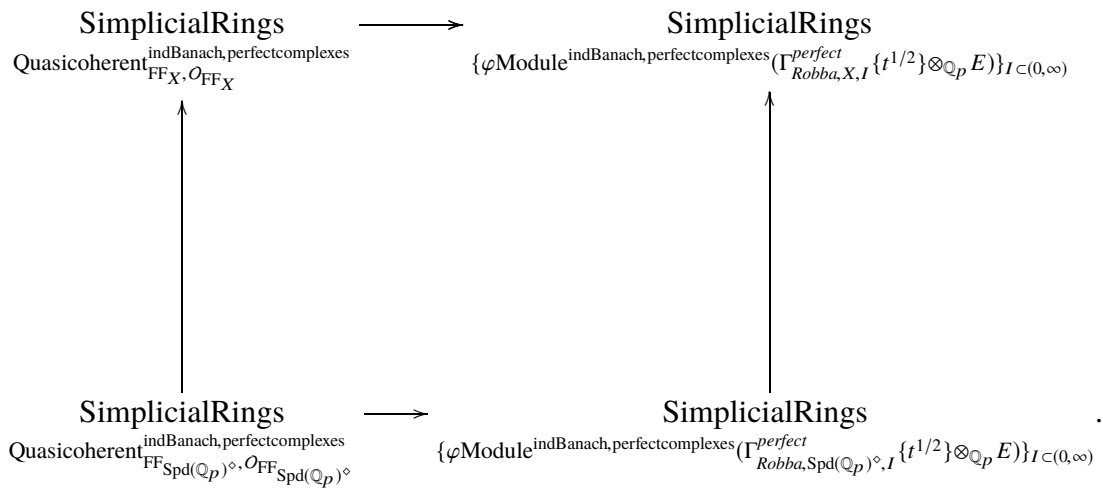 SimplicialRings SimplicialRings
Quasicoherent^{indBanach,perfectcomplexes}_{FF_X,O_{FF_X}} {φModule^{indBanach,perfectcomplexes}(Γ^{perfect}_{Robba,X,I}{t^{1/2}}⊗_{ℚ_p}E)}_{I⊂(0,∞)}
SimplicialRings SimplicialRings .
Quasicoherent^{indBanach,perfectcomplexes}_{FF_{Spd(ℚ_p)^⋄},O_{FF_{Spd(ℚ_p)^⋄}}} {φModule^{indBanach,perfectcomplexes}(Γ^{perfect}_{Robba,Spd(ℚ_p)^⋄,I}{t^{1/2}}⊗_{ℚ_p}E)}_{I⊂(0,∞)}